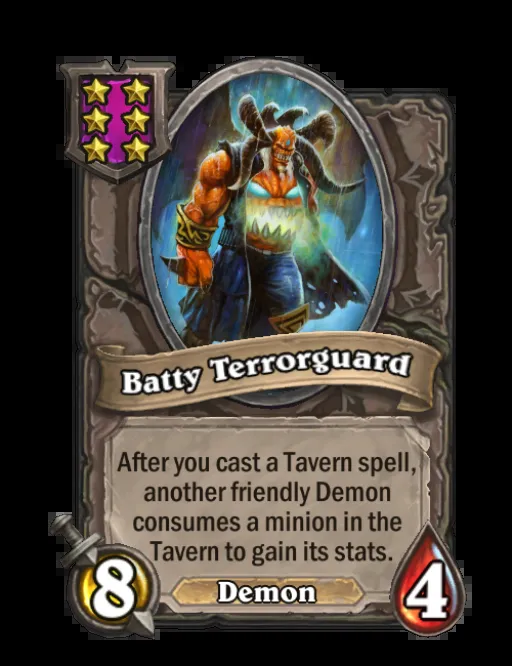 Batty Terrorguard
After you cast a Tavern spell,
another friendly Demon
consumes a minion in the
Tavern to gain its stats.
8
Demon
4